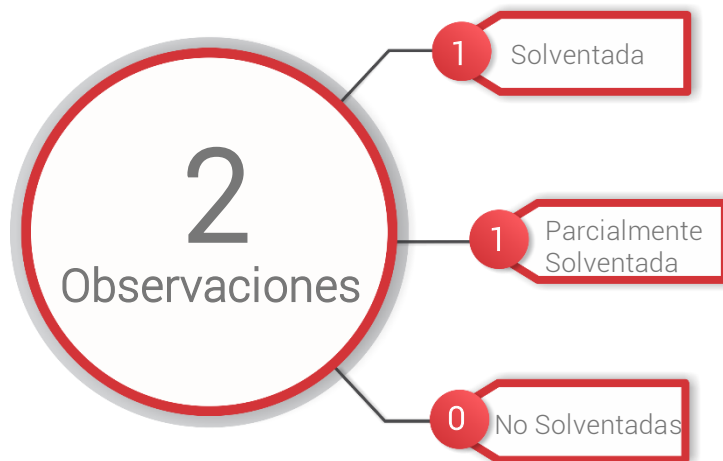 2
Observaciones
1
Solventada
1
Parcialmente
Solventada
0
No Solventadas